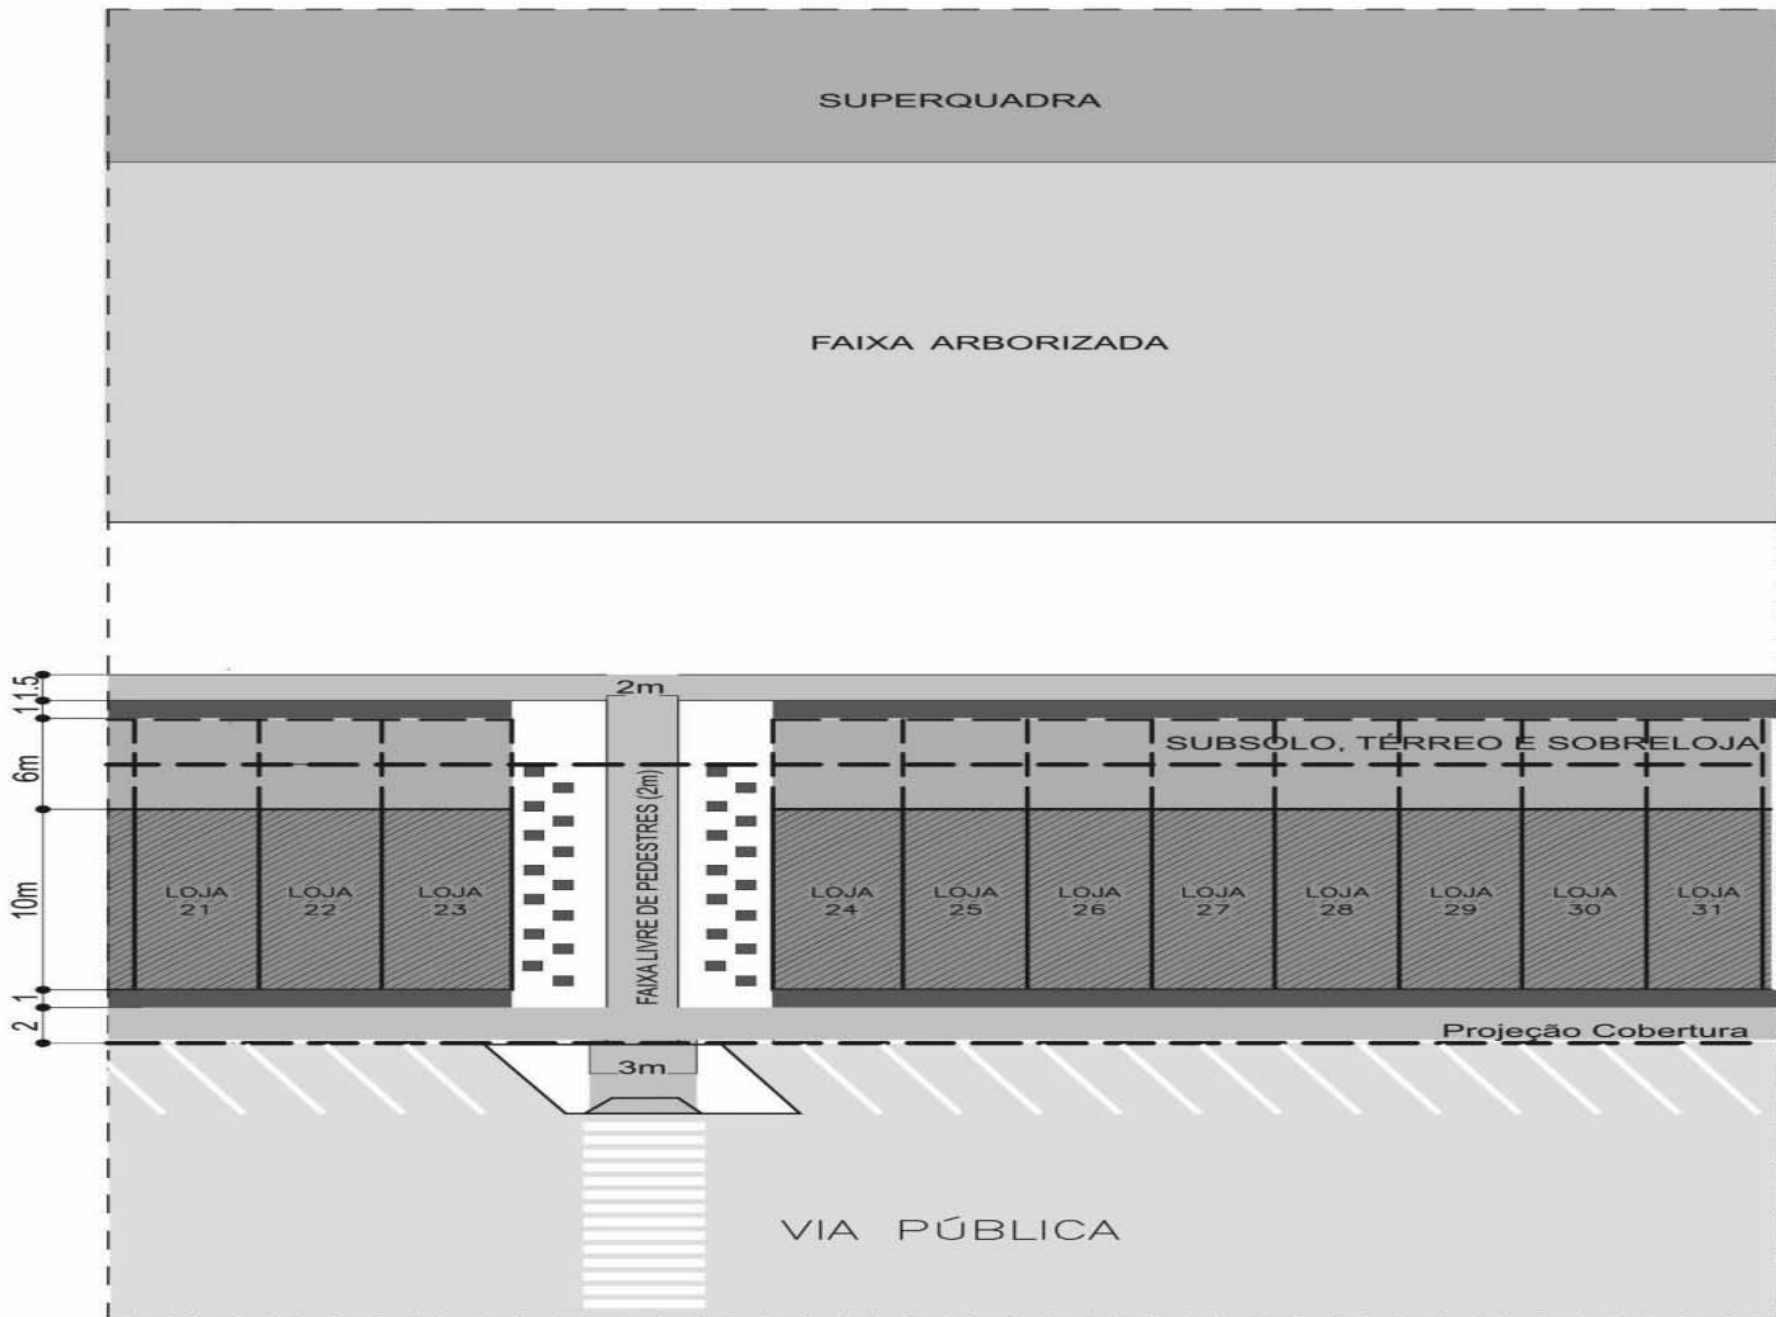 SUPERQUADRA
FAIXA ARBORIZADA
1.5
1
6m
10m
1
2
2m
SUBSOLO, TÉRREO E SOBRELOJA
FAIXA LIVRE DE PEDESTRES (2m)
LOJA
21
LOJA
22
LOJA
23
LOJA
24
LOJA
25
LOJA
26
LOJA
27
LOJA
28
LOJA
29
LOJA
30
LOJA
31
Projeção Cobertura
3m
VIA PÚBLICA